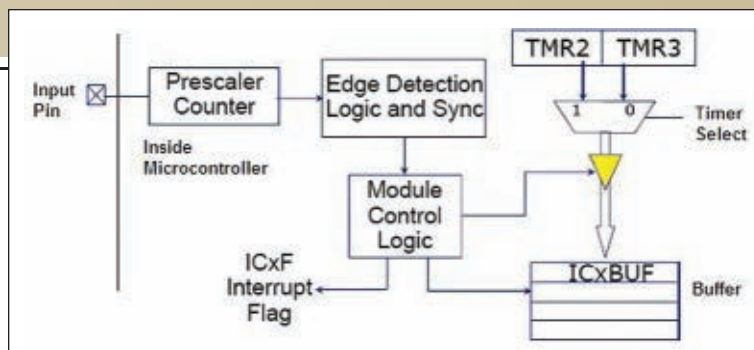 TMR2 TMR3
Input
Pin
Prescaler
Counter
Edge Detection
Logic and Sync
1 0
Timer
Select
Inside
Microcontroller
Module
Control
Logic
ICxF
Interrupt
Flag
ICxBUF
Buffer